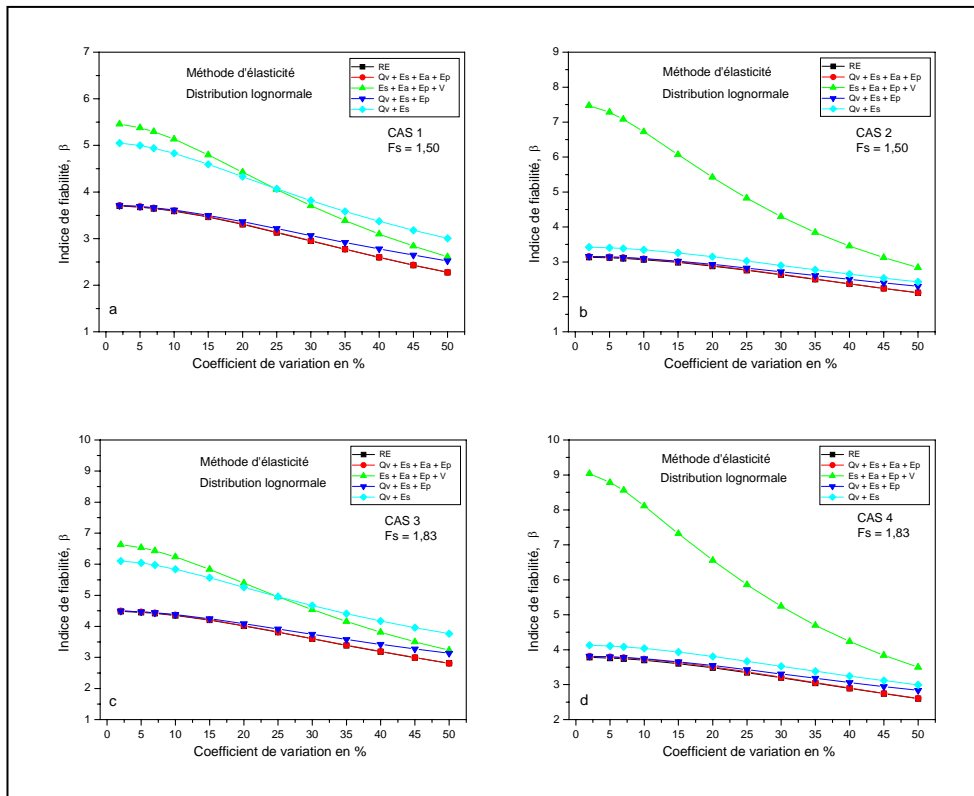 7
6
5
4
3
2
1
Indice de fiabilité, β
Méthode d'élasticité
Distribution lognormale
RE
Qv + Es + Ea + Ep
Es + Ea + Ep + V
Qv + Es + Ep
Qv + Es
CAS 1
Fs = 1,50
a
0 5 10 15 20 25 30 35 40 45 50
Coefficient de variation en %
9
8
7
6
5
4
3
2
1
Indice de fiabilité, β
Méthode d'élasticité
Distribution lognormale
RE
Qv + Es + Ea + Ep
Es + Ea + Ep + V
Qv + Es + Ep
Qv + Es
CAS 2
Fs = 1,50
b
0 5 10 15 20 25 30 35 40 45 50
Coefficient de variation en %
10
9
8
7
6
5
4
3
2
1
Indice de fiabilité, β
Méthode d'élasticité
Distribution lognormale
RE
Qv + Es + Ea + Ep
Es + Ea + Ep + V
Qv + Es + Ep
Qv + Es
CAS 3
Fs = 1,83
c
0 5 10 15 20 25 30 35 40 45 50
Coefficient de variation en %
10
9
8
7
6
5
4
3
2
Indice de fiabilité, β
Méthode d'élasticité
Distribution lognormale
RE
Qv + Es + Ea + Ep
Es + Ea + Ep + V
Qv + Es + Ep
Qv + Es
CAS 4
Fs = 1,83
d
0 5 10 15 20 25 30 35 40 45 50
Coefficient de variation en %